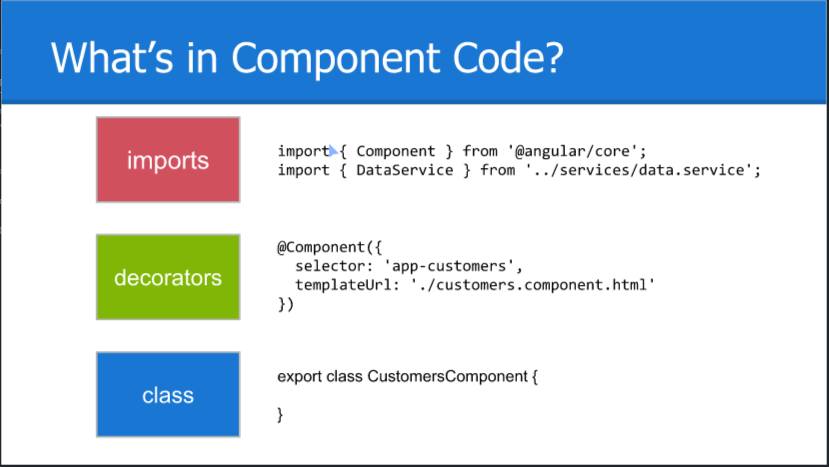 What's in Component Code?
imports
import { Component } from '@angular/core';
import { DataService } from '../services/data.service';
decorators
@Component({
  selector: 'app-customers',
  templateUrl: './customers.component.html'
})
class
export class CustomersComponent {
}